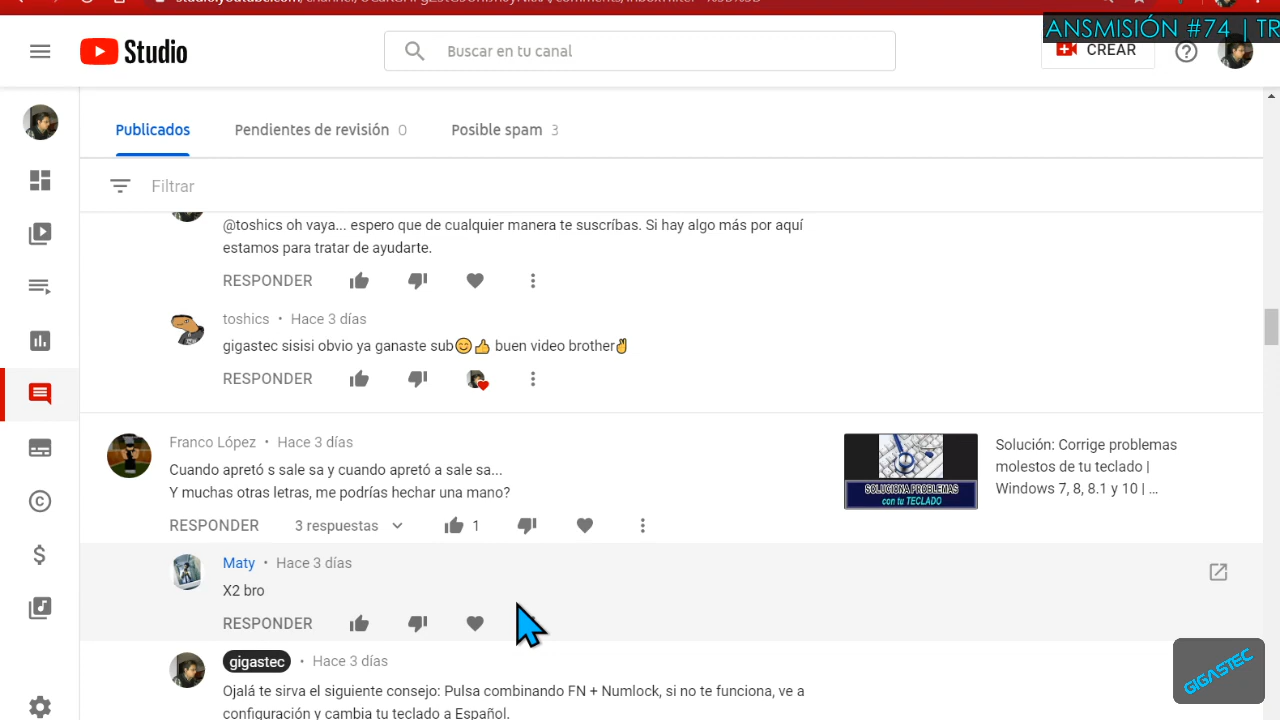 ANSMISIÓN #74 | TR
Studio
Buscar en tu canal
CREAR
Publicados
Pendientes de revisión 0
Posible spam 3
Filtrar
@toshics oh vaya... espero que de cualquier manera te suscríbas. Si hay algo más por aquí
estamos para tratar de ayudarte.
RESPONDER
toshics • Hace 3 días
gigastec sisisi obvio ya ganaste sub😊👍 buen video brother✌
RESPONDER
Franco López • Hace 3 días
Cuando apretó s sale sa y cuando apretó a sale sa...
Y muchas otras letras, me podrías hechar una mano?
RESPONDER 3 respuestas 1
SOLUCIONA PROBLEMAS
con tu TECLADO
Solución: Corrige problemas
molestos de tu teclado |
Windows 7, 8, 8.1 y 10 | ...
Maty • Hace 3 días
X2 bro
RESPONDER
gigastec • Hace 3 días
Ojalá te sirva el siguiente consejo: Pulsa combinando FN + Numlock, si no te funciona, ve a
configuración y cambia tu teclado a Español.
GIGASTEC